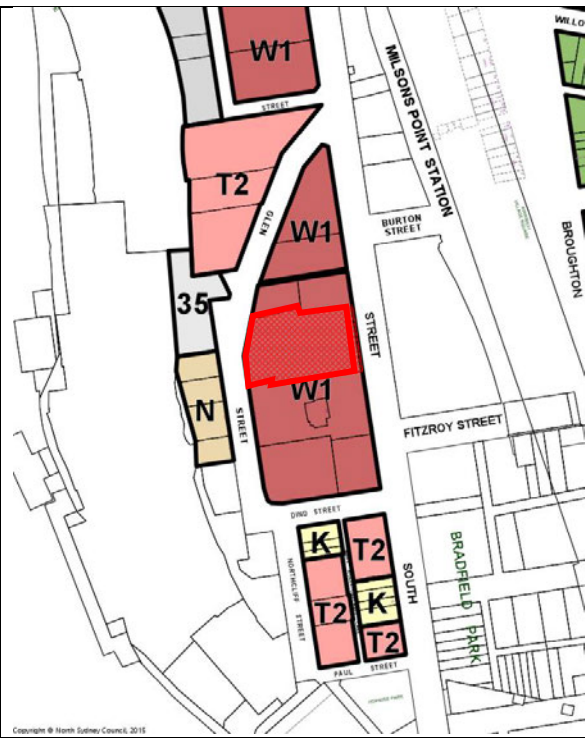 WILLO
W1
STREET
MILSONS POINT STATION
T2
GLEN
W1
BURTON
STREET
BROUGHTON
35
STREET
W1
N
STREET
FITZROY STREET
DIND STREET
K
T2
NORTHCLIFF
STREET
T2
K
SOUTH
BRADFIELD PARK
T2
PAUL STREET
Copyright © North Sydney Council, 2015